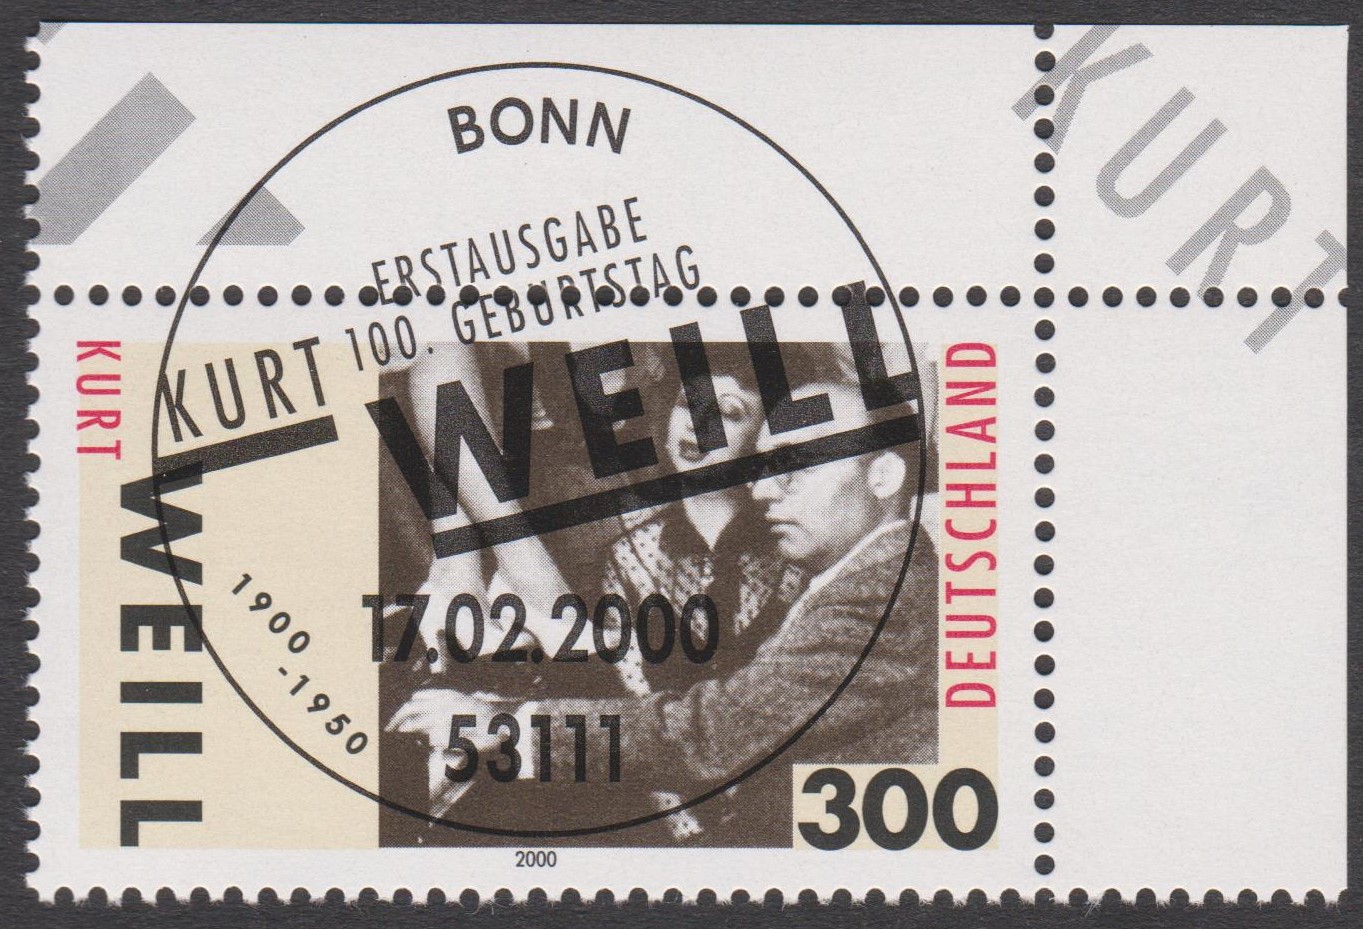 KURT
BONN
ERSTAUSGABE
100. GEBURTSTAG
KURT WEILL
KURT
WEILL
DEUTSCHLAND
1900-1950
17.02.2000
53111
300
2000